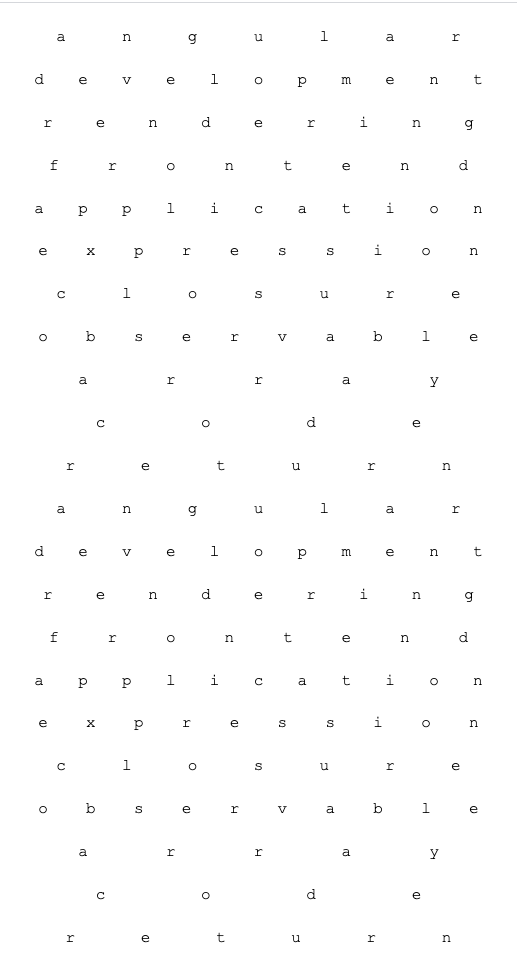 a n g u l a r
d e v e l o p m e n t
r e n d e r i n g
f r o n t e n d
a p p l i c a t i o n
e x p r e s s i o n
c l o s u r e
o b s e r v a b l e
a r r a y
c o d e
r e t u r n
a n g u l a r
d e v e l o p m e n t
r e n d e r i n g
f r o n t e n d
a p p l i c a t i o n
e x p r e s s i o n
c l o s u r e
o b s e r v a b l e
a r r a y
c o d e
r e t u r n